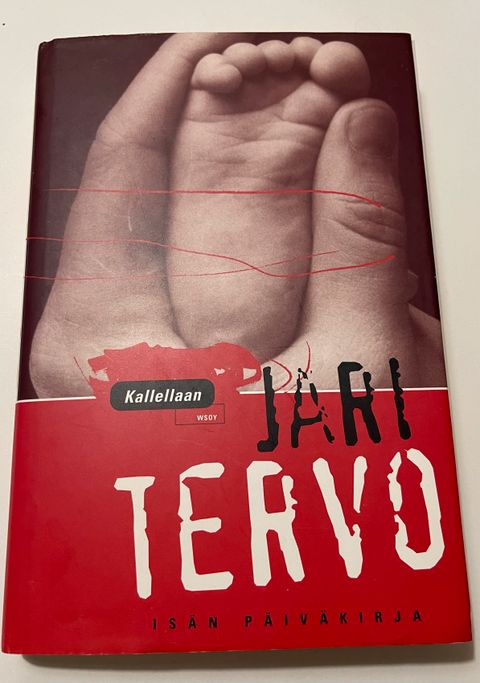 Kallellaan
WSOY
JARI
TERVO
ISÄN PÄIVÄKIRJA